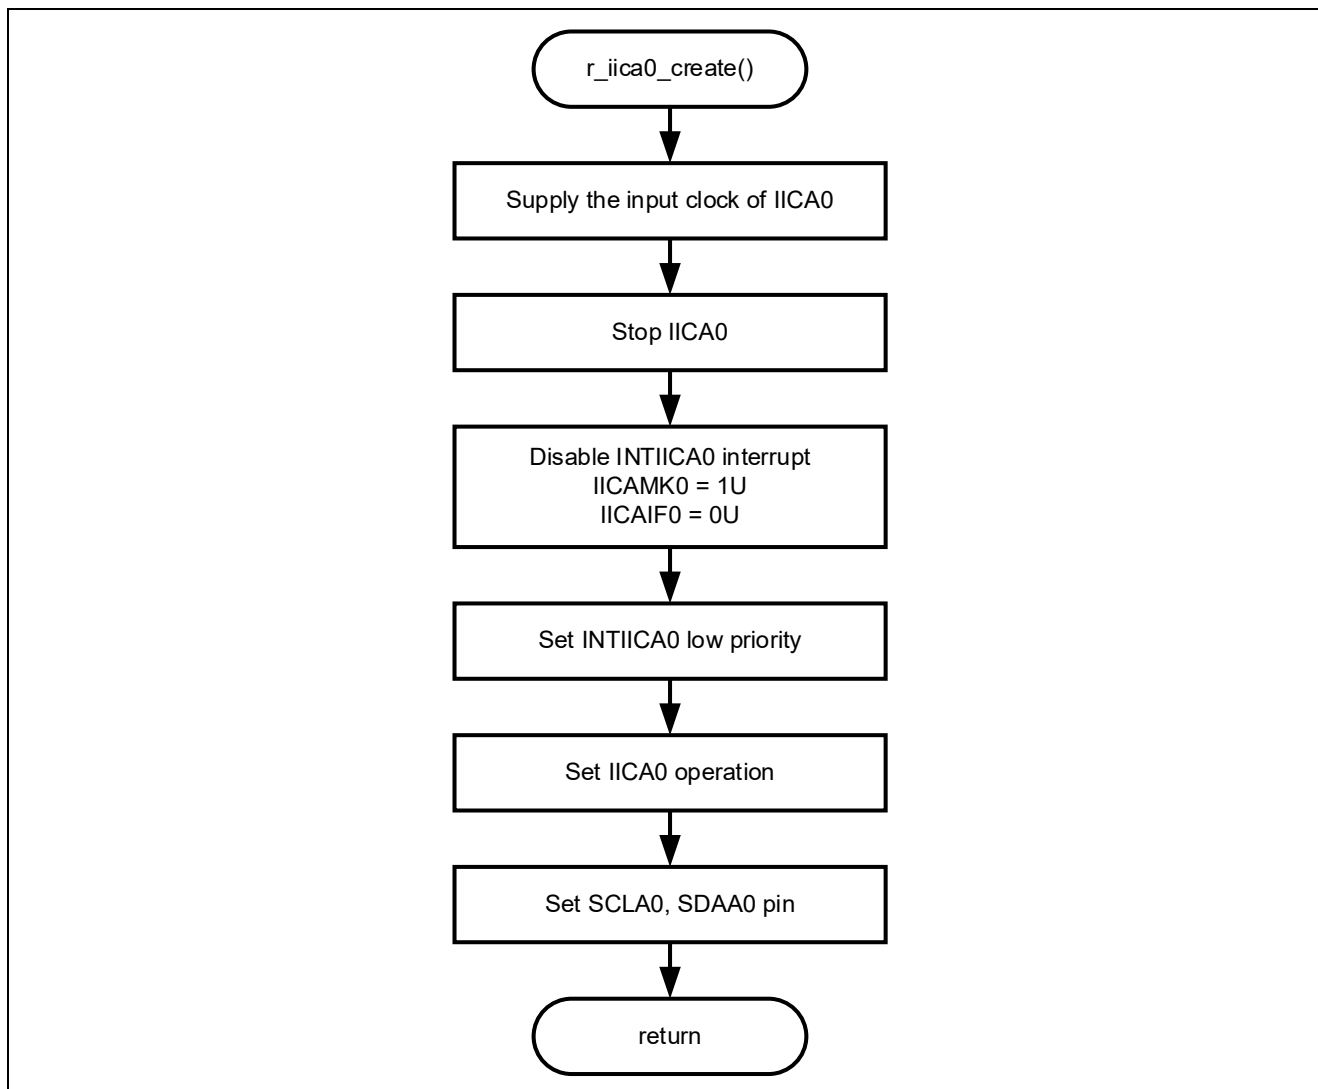 r_iica0_create()
Supply the input clock of IICA0
Stop IICA0
Disable INTIICA0 interrupt
IICAMK0 = 1U
IICAIF0 = 0U
Set INTIICA0 low priority
Set IICA0 operation
Set SCLA0, SDAA0 pin
return